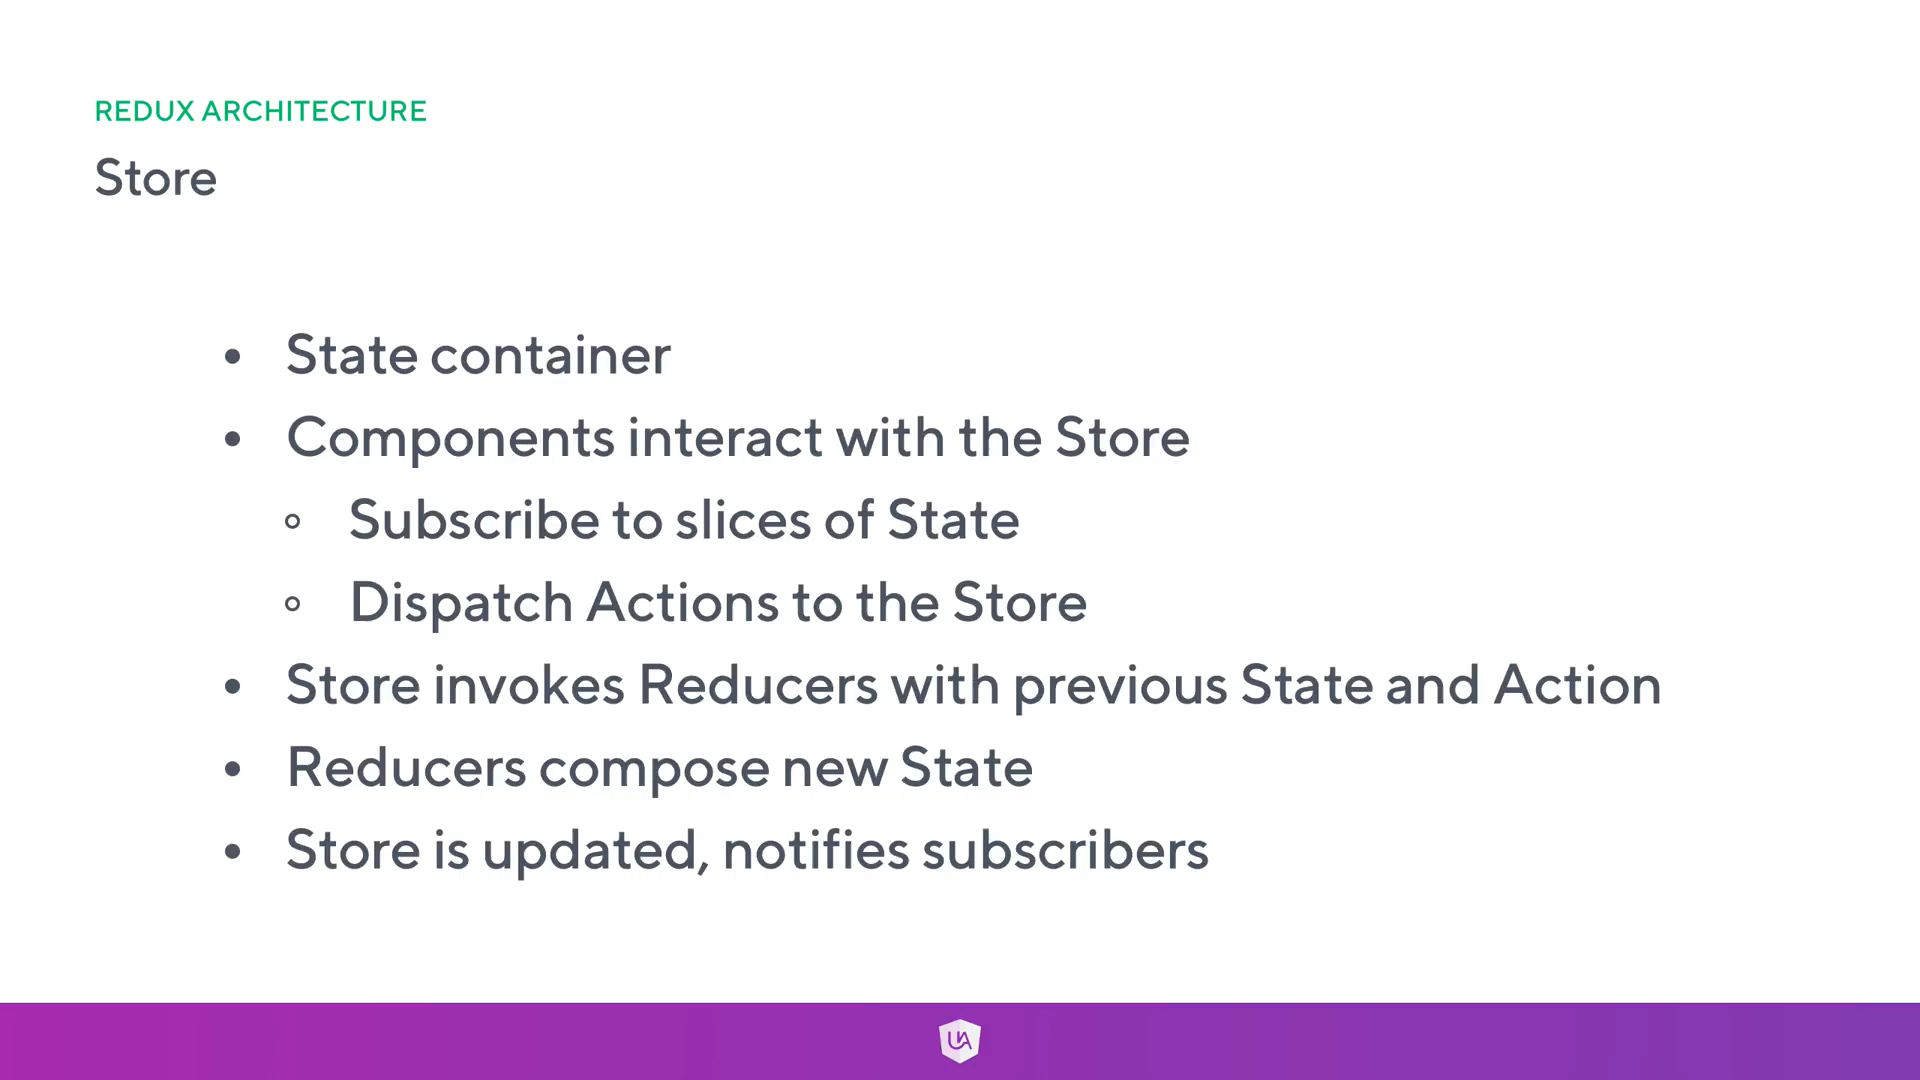 REDUX ARCHITECTURE
Store
• State container
• Components interact with the Store
◦ Subscribe to slices of State
◦ Dispatch Actions to the Store
• Store invokes Reducers with previous State and Action
• Reducers compose new State
• Store is updated, notifies subscribers
UA